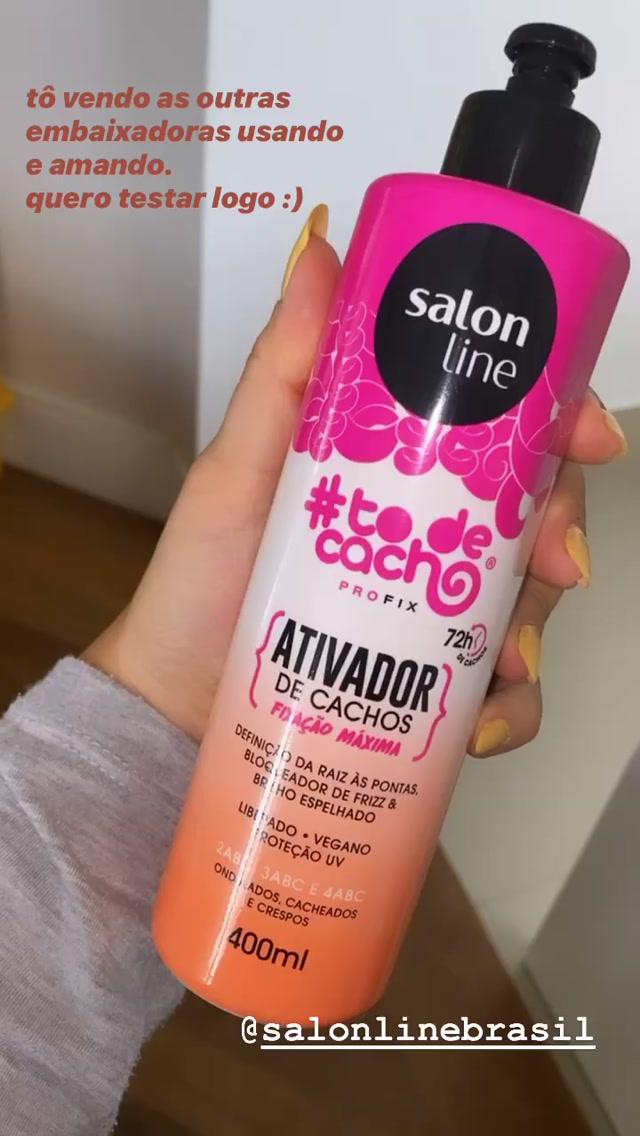 tô vendo as outras
embaixadoras usando
e amando.
quero testar logo :)
salon
line
#to de
cacho®
PROFIX
72h
DE CACHOS
ATIVADOR
DE CACHOS
FIXAÇÃO MÁXIMA
DEFINIÇÃO DA RAIZ ÀS PONTAS,
BLOQUEADOR DE FRIZZ &
BRILHO ESPELHADO
LIBERADO • VEGANO
PROTEÇÃO UV
2ABC, 3ABC E 4ABC
ONDULADOS, CACHEADOS
E CRESPOS
400ml
@salonlinebrasil